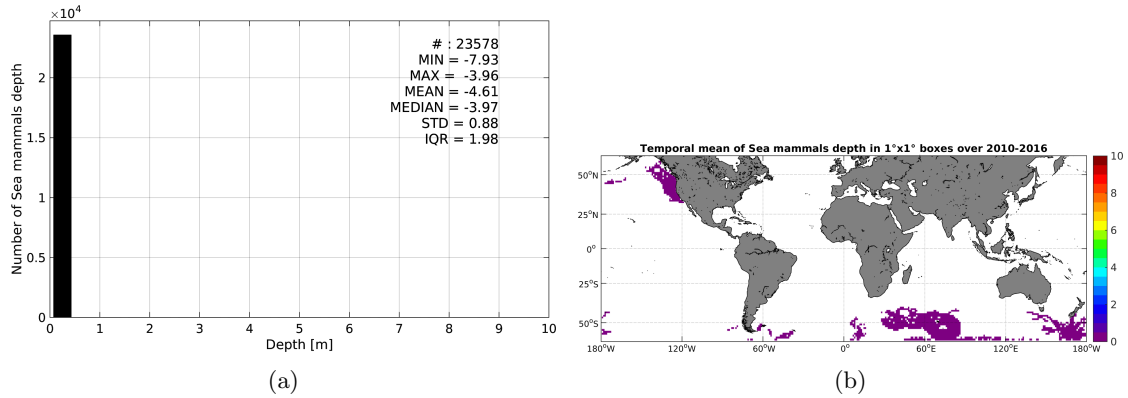 ×10⁴
Number of Sea mammals depth
2
1.5
1
0.5
0
# : 23578
MIN = -7.93
MAX = -3.96
MEAN = -4.61
MEDIAN = -3.97
STD = 0.88
IQR = 1.98
0 1 2 3 4 5 6 7 8 9 10
Depth [m]
(a)
Temporal mean of Sea mammals depth in 1°x1° boxes over 2010-2016
50°N
25°N
0°
25°S
50°S
180°W 120°W 60°W 0° 60°E 120°E 180°W
10
8
6
4
2
0
(b)